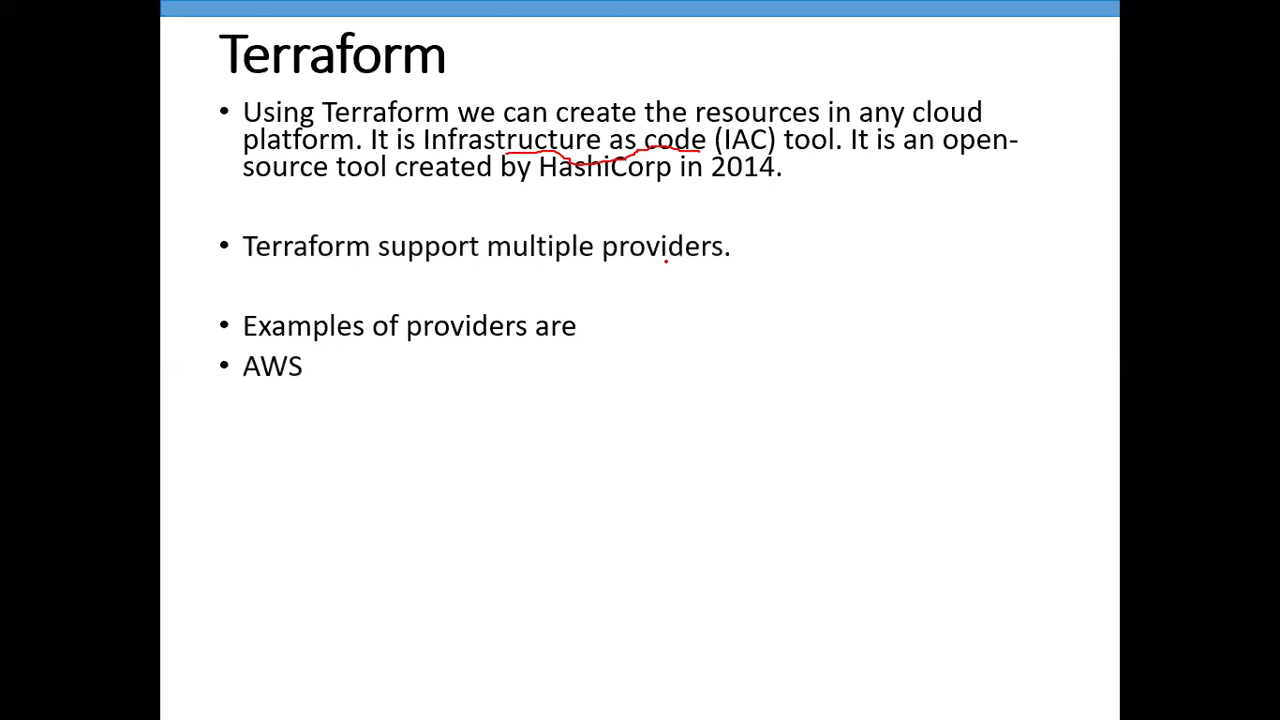 Terraform
• Using Terraform we can create the resources in any cloud
platform. It is Infrastructure as code (IAC) tool. It is an open-
source tool created by HashiCorp in 2014.
• Terraform support multiple providers.
• Examples of providers are
• AWS